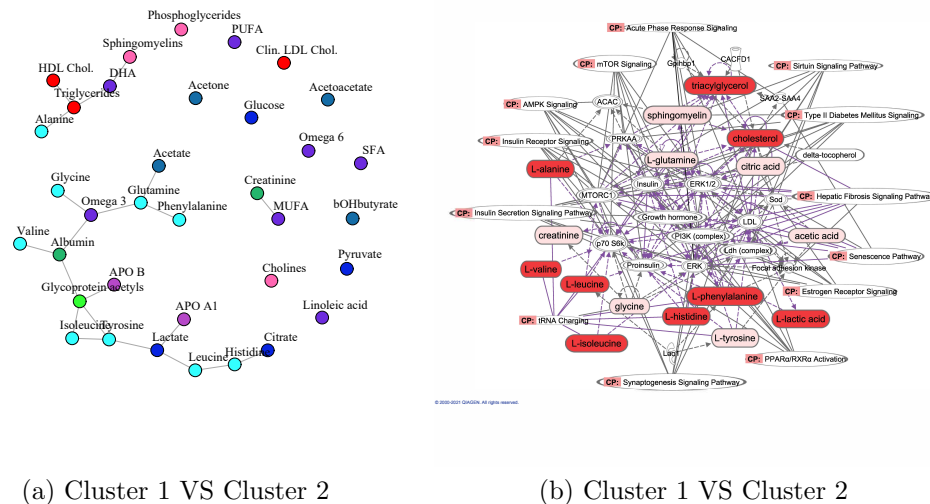 Phosphoglycerides
PUFA
Sphingomyelins
Clin. LDL Chol.
HDL Chol.
DHA
Triglycerides
Acetone
Acetoacetate
Glucose
Alanine
Omega 6
SFA
Acetate
Glycine
Glutamine
Creatinine
Omega 3
Phenylalanine
MUFA
bOHbutyrate
Valine
Albumin
APO B
Pyruvate
Glycoprotein acetyls
Cholines
APO A1
Linoleic acid
Isoleucine
Tyrosine
Lactate
Citrate
Leucine
Histidine
CP: Acute Phase Response Signaling
CACFD1
Gpihbp1
CP: mTOR Signaling
CP: Sirtuin Signaling Pathway
triacylglycerol
SAA2-SAA4
CP: AMPK Signaling
ACAC
sphingomyelin
CP: Type II Diabetes Mellitus Signaling
CP: Insulin Receptor Signaling
PRKAA
cholesterol
L-glutamine
citric acid
delta-tocopherol
L-alanine
Insulin
ERK1/2
MTORC1
Sod
CP: Hepatic Fibrosis Signaling Pathway
CP: Insulin Secretion Signaling Pathway
Growth hormone
LDL
creatinine
PI3K (complex)
acetic acid
p70 S6k
Ldh (complex)
CP: Senescence Pathway
L-valine
Proinsulin
ERK
Focal adhesion kinase
L-leucine
CP: Estrogen Receptor Signaling
glycine
L-phenylalanine
CP: tRNA Charging
L-histidine
L-lactic acid
L-isoleucine
L-tyrosine
CP: PPARα/RXRα Activation
CP: Synaptogenesis Signaling Pathway
© 2000-2021 QIAGEN. All rights reserved.
(a) Cluster 1 VS Cluster 2
(b) Cluster 1 VS Cluster 2